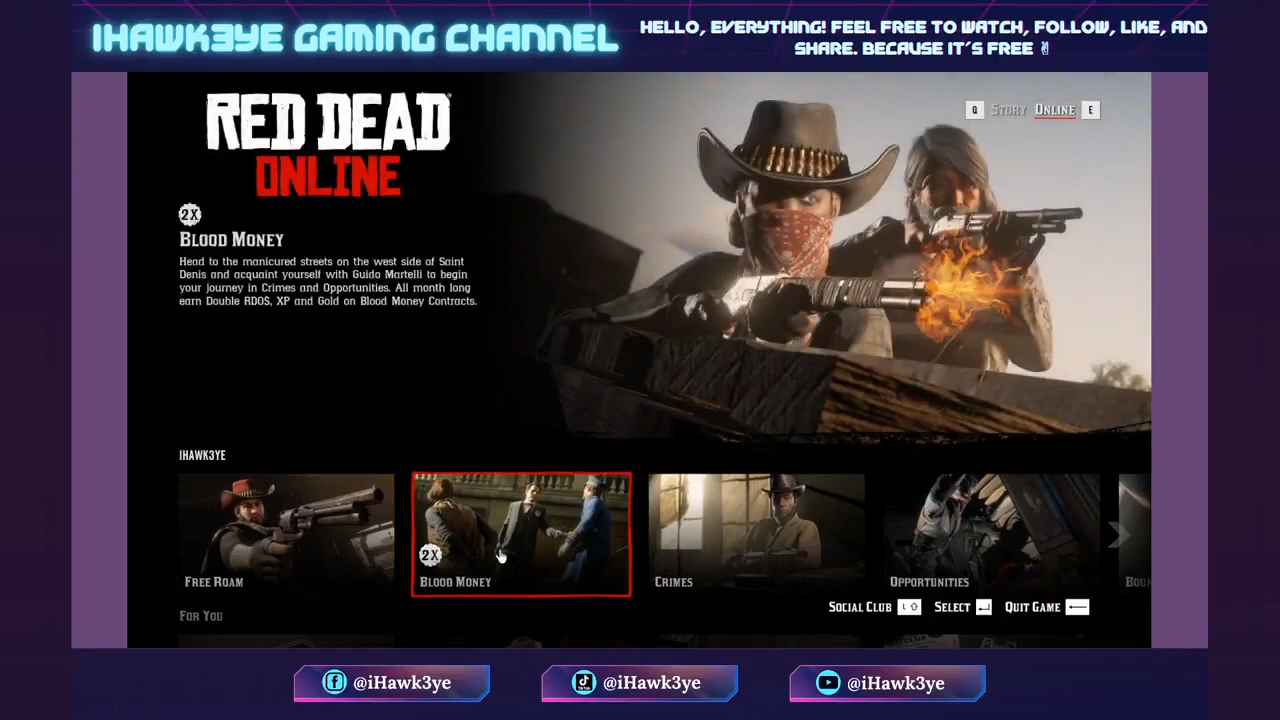 IHAWK3YE GAMING CHANNEL
HELLO, EVERYTHING! FEEL FREE TO WATCH, FOLLOW, LIKE, AND
SHARE. BECAUSE IT'S FREE ✌
RED DEAD
ONLINE
Q STORY ONLINE E
2X
BLOOD MONEY
Head to the manicured streets on the west side of Saint
Denis and acquaint yourself with Guido Martelli to begin
your journey in Crimes and Opportunities. All month long
earn Double RDO$, XP and Gold on Blood Money Contracts.
IHAWK3YE
2X
FREE ROAM
BLOOD MONEY
CRIMES
OPPORTUNITIES
BOUN
SOCIAL CLUB L ⇧ SELECT ↵ QUIT GAME ⟵
FOR YOU
@iHawk3ye
@iHawk3ye
@iHawk3ye